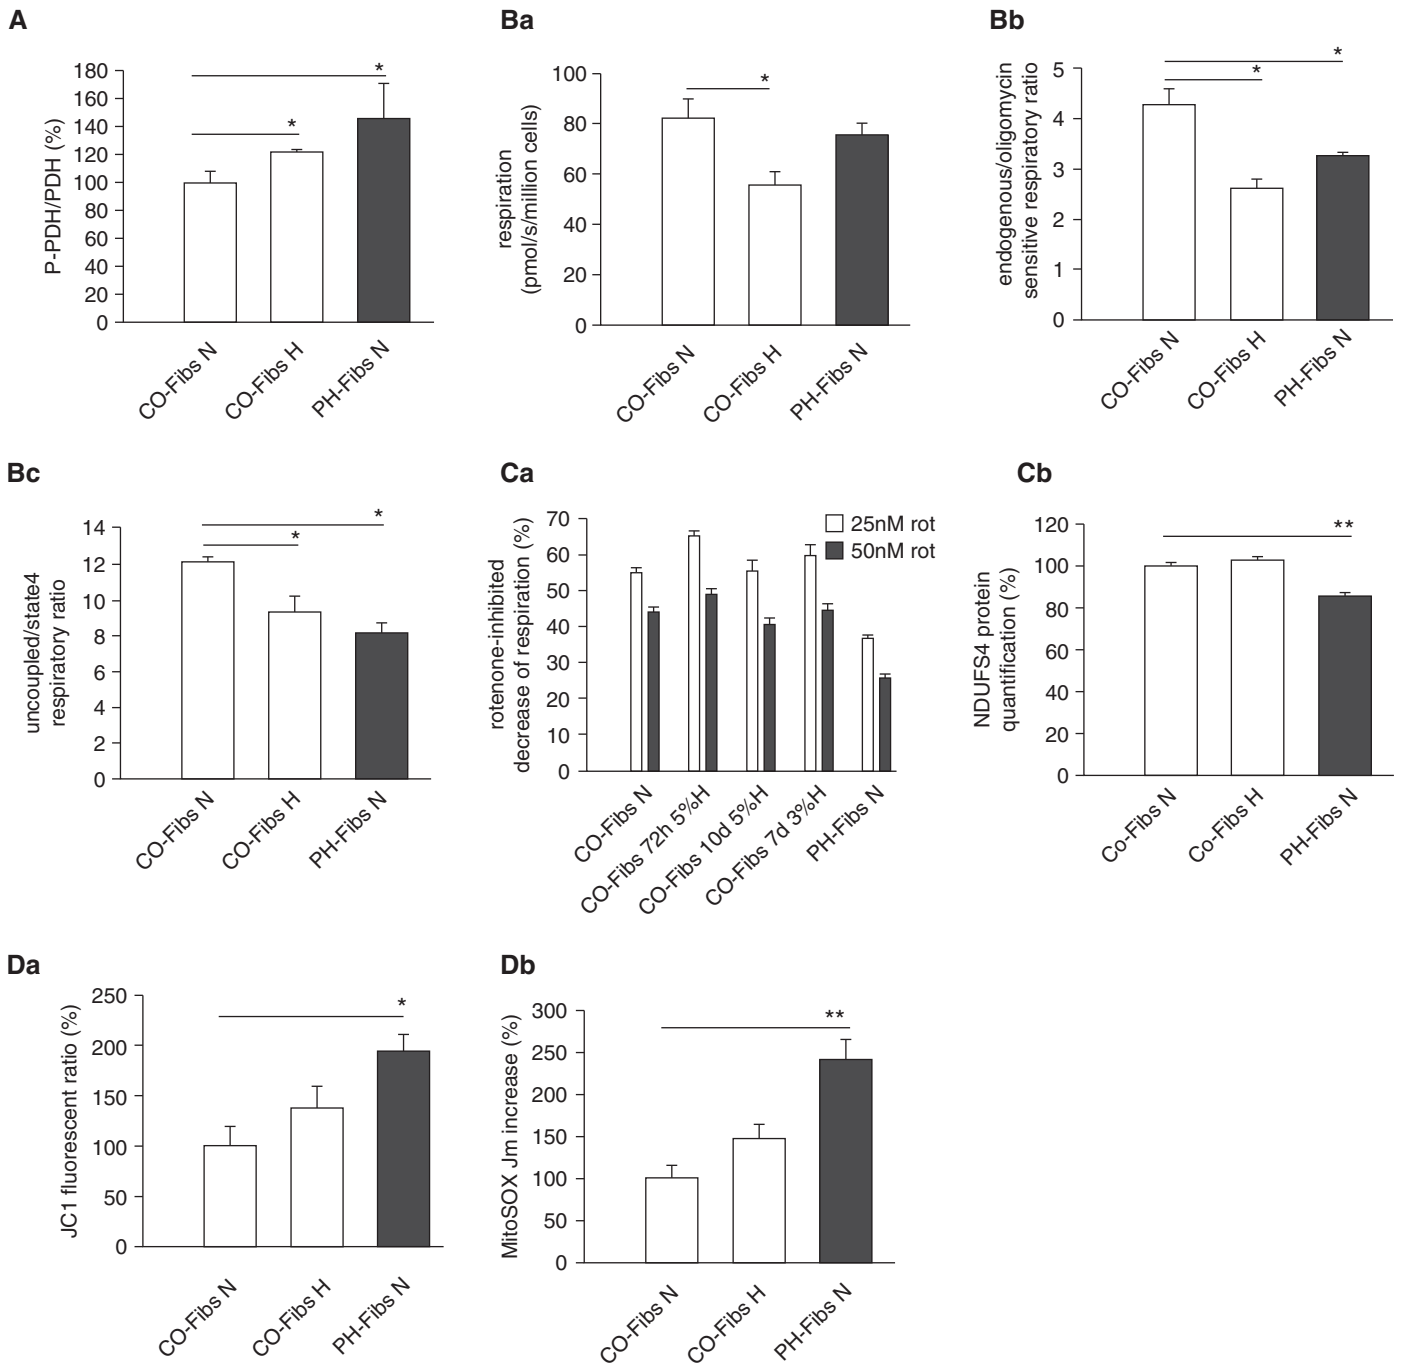 A
P-PDH/PDH (%)
180
160
140
120
100
80
60
40
20
0
*
*
CO-Fibs N
CO-Fibs H
PH-Fibs N
Ba
respiration
(pmol/s/million cells)
100
80
60
40
20
0
*
CO-Fibs N
CO-Fibs H
PH-Fibs N
Bb
endogenous/oligomycin
sensitive respiratory ratio
5
4
3
2
1
0
*
*
CO-Fibs N
CO-Fibs H
PH-Fibs N
Bc
uncoupled/state4
respiratory ratio
14
12
10
8
6
4
2
0
*
*
CO-Fibs N
CO-Fibs H
PH-Fibs N
Ca
rotenone-inhibited
decrease of respiration (%)
70
60
50
40
30
20
10
0
25nM rot
50nM rot
CO-Fibs N
CO-Fibs 72h 5%H
CO-Fibs 10d 5%H
CO-Fibs 7d 3%H
PH-Fibs N
Cb
NDUFS4 protein
quantification (%)
120
100
80
60
40
20
0
**
Co-Fibs N
Co-Fibs H
PH-Fibs N
Da
JC1 fluorescent ratio (%)
250
200
150
100
50
0
*
CO-Fibs N
CO-Fibs H
PH-Fibs N
Db
MitoSOX Jm increase (%)
300
250
200
150
100
50
0
**
CO-Fibs N
CO-Fibs H
PH-Fibs N